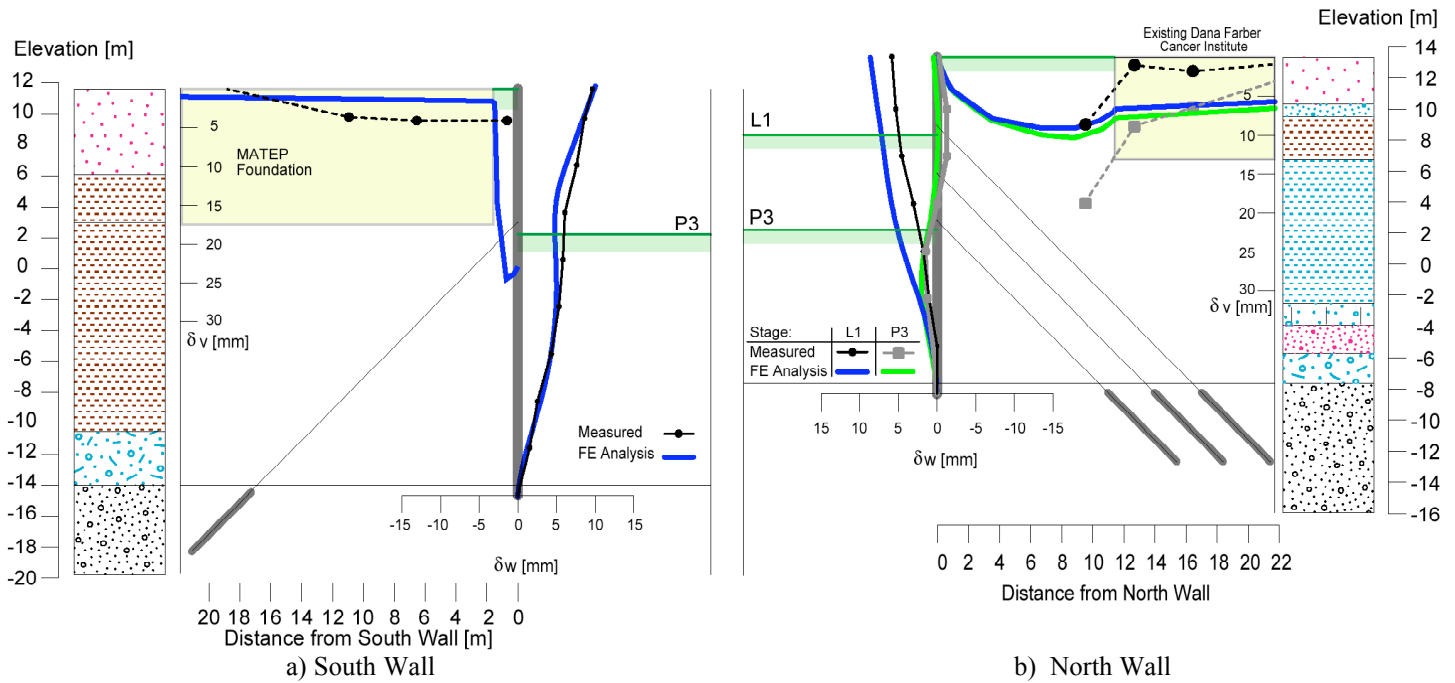 Elevation [m]
12
10
8
6
4
2
0
-2
-4
-6
-8
-10
-12
-14
-16
-18
-20
5
10
15
20
25
30
δv [mm]
MATEP
Foundation
P3
Measured
FE Analysis
-15 -10 -5 0 5 10 15
δw [mm]
20 18 16 14 12 10 8 6 4 2 0
Distance from South Wall [m]
a) South Wall
Elevation [m]
Existing Dana Farber
Cancer Institute
L1
P3
5
10
15
20
25
30
δv [mm]
Stage: L1 P3
Measured
FE Analysis
15 10 5 0 -5 -10 -15
δw [mm]
0 2 4 6 8 10 12 14 16 18 20 22
Distance from North Wall
14
12
10
8
6
4
2
0
-2
-4
-6
-8
-10
-12
-14
-16
b) North Wall